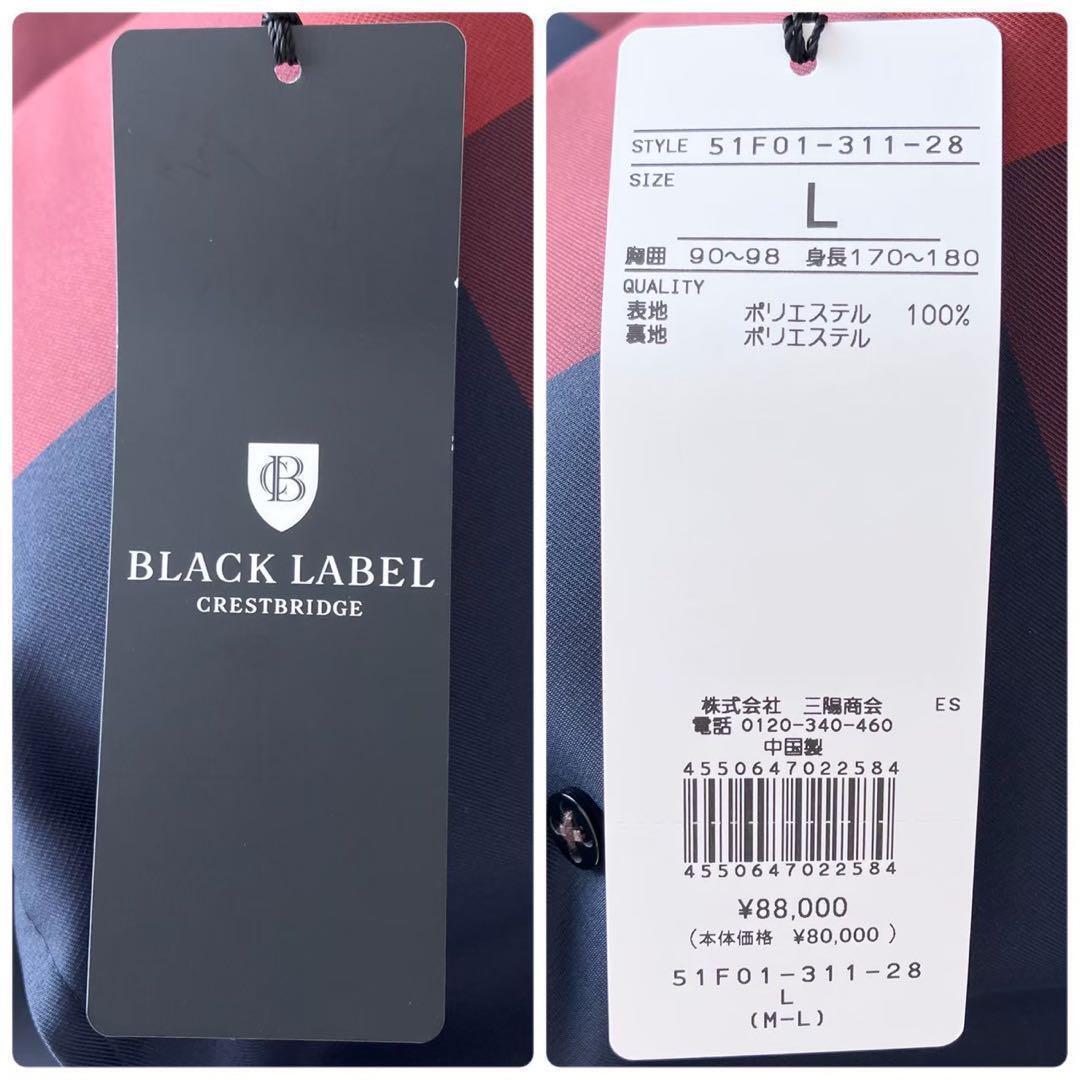 CB
BLACK LABEL
CRESTBRIDGE
STYLE 51F01-311-28
SIZE
L
胸囲 90～98 身長170～180
QUALITY
表地 ポリエステル 100%
裏地 ポリエステル
株式会社 三陽商会 ES
電話 0120-340-460
中国製
4550647022584
4550647022584
¥88,000
(本体価格 ¥80,000 )
51F01-311-28
L
(M-L)